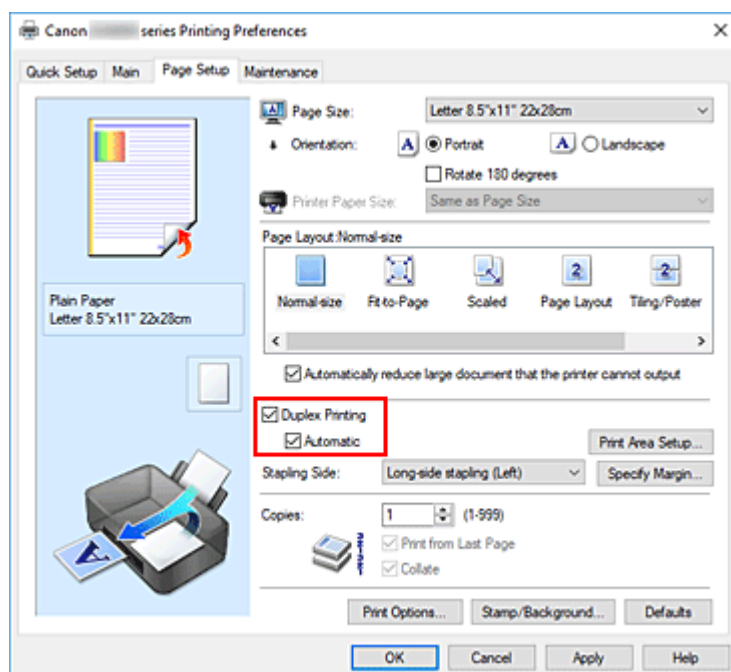 Canon series Printing Preferences
Quick Setup Main Page Setup Maintenance
Page Size: Letter 8.5"x11" 22x28cm
Orientation: A Portrait A Landscape
Rotate 180 degrees
Printer Paper Size: Same as Page Size
Page Layout:Normal-size
2 2
Normal-size Fit-to-Page Scaled Page Layout Tiling/Poster
Plain Paper
Letter 8.5"x11" 22x28cm
Automatically reduce large document that the printer cannot output
Duplex Printing
Automatic
Print Area Setup...
Stapling Side: Long-side stapling (Left) Specify Margin...
Copies: 1 (1-999)
Print from Last Page
Collate
A
Print Options... Stamp/Background... Defaults
OK Cancel Apply Help